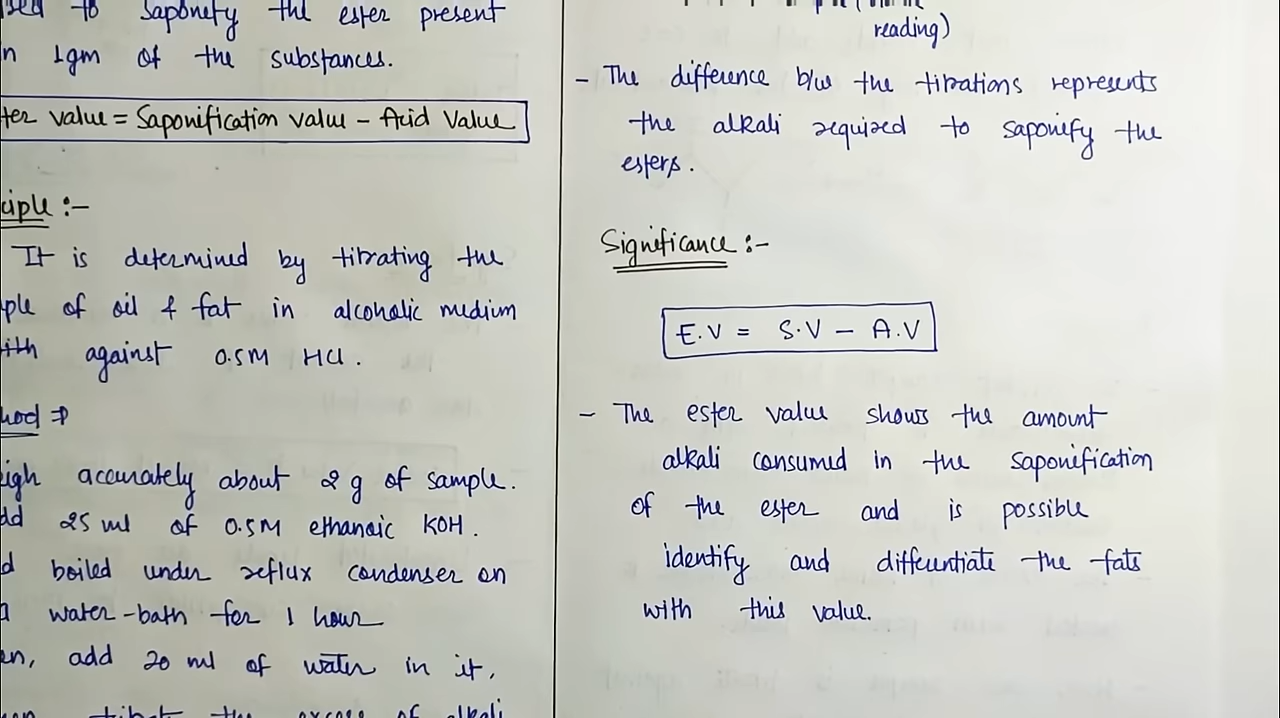 to saponify the ester present
1gm of the substances.
ter value = Saponification value - Acid Value
ciple :-
It is determined by titrating the
ple of oil & fat in alcoholic medium
ith against 0.5M HCl.
hod ⇒
eigh accurately about 2 g of sample.
dd 25 ml of 0.5M ethanoic KOH.
d boiled under reflux condenser on
a water-bath for 1 hour
en, add 20 ml of water in it.
titrate the excess of alkali
reading)
- The difference b/w the titrations represents
the alkali required to saponify the
esters.
Significance :-
E.V = S.V - A.V
- The ester value shows the amount
alkali consumed in the saponification
of the ester and is possible
identify and differentiate the fats
with this value.